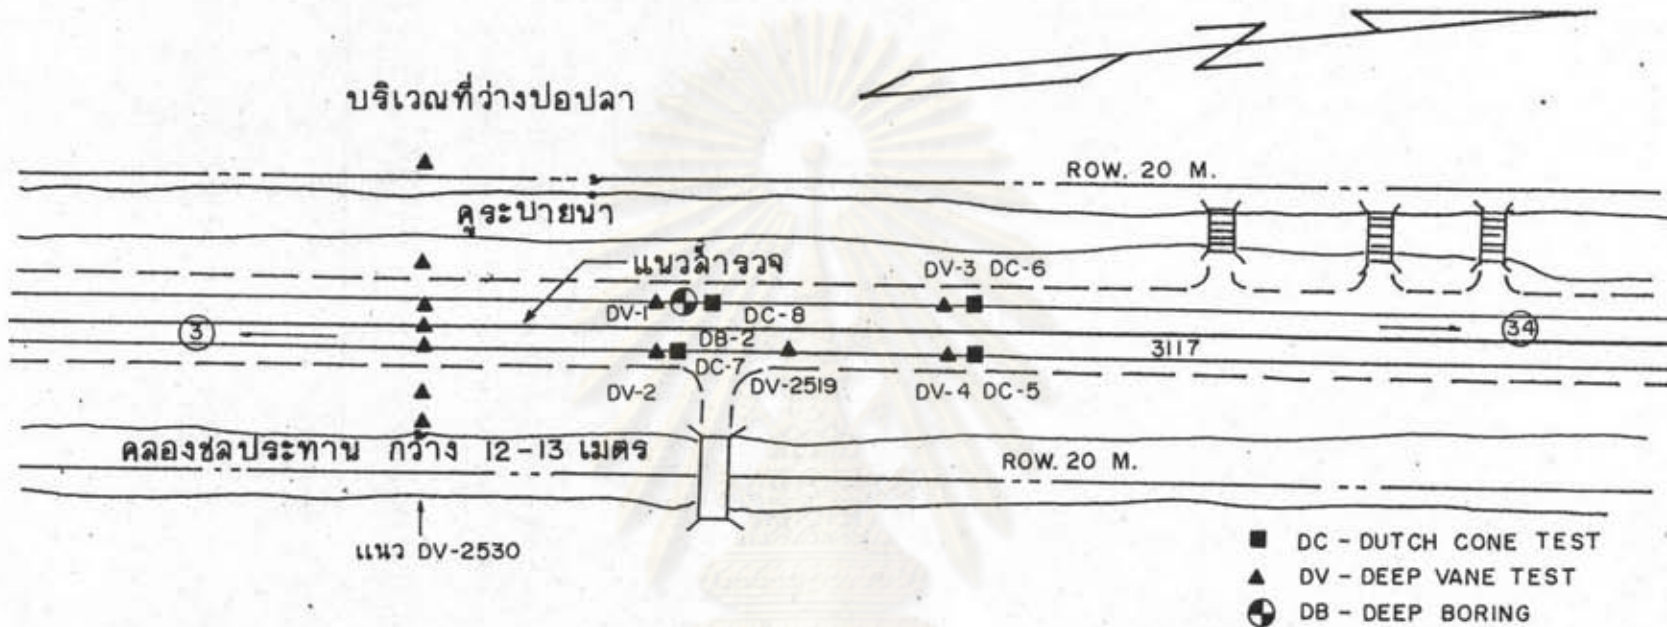 บริเวณที่ว่างปอปลา
ROW. 20 M.
คูระบายน้ำ
แนวสำรวจ
DV-3 DC-6
DV-1
DC-8
3
DB-2
3117
34
DC-7
DV-2
DV-2519
DV-4 DC-5
คลองชลประทาน กว้าง 12-13 เมตร
ROW. 20 M.
แนว DV-2530
DC - DUTCH CONE TEST
DV - DEEP VANE TEST
DB - DEEP BORING